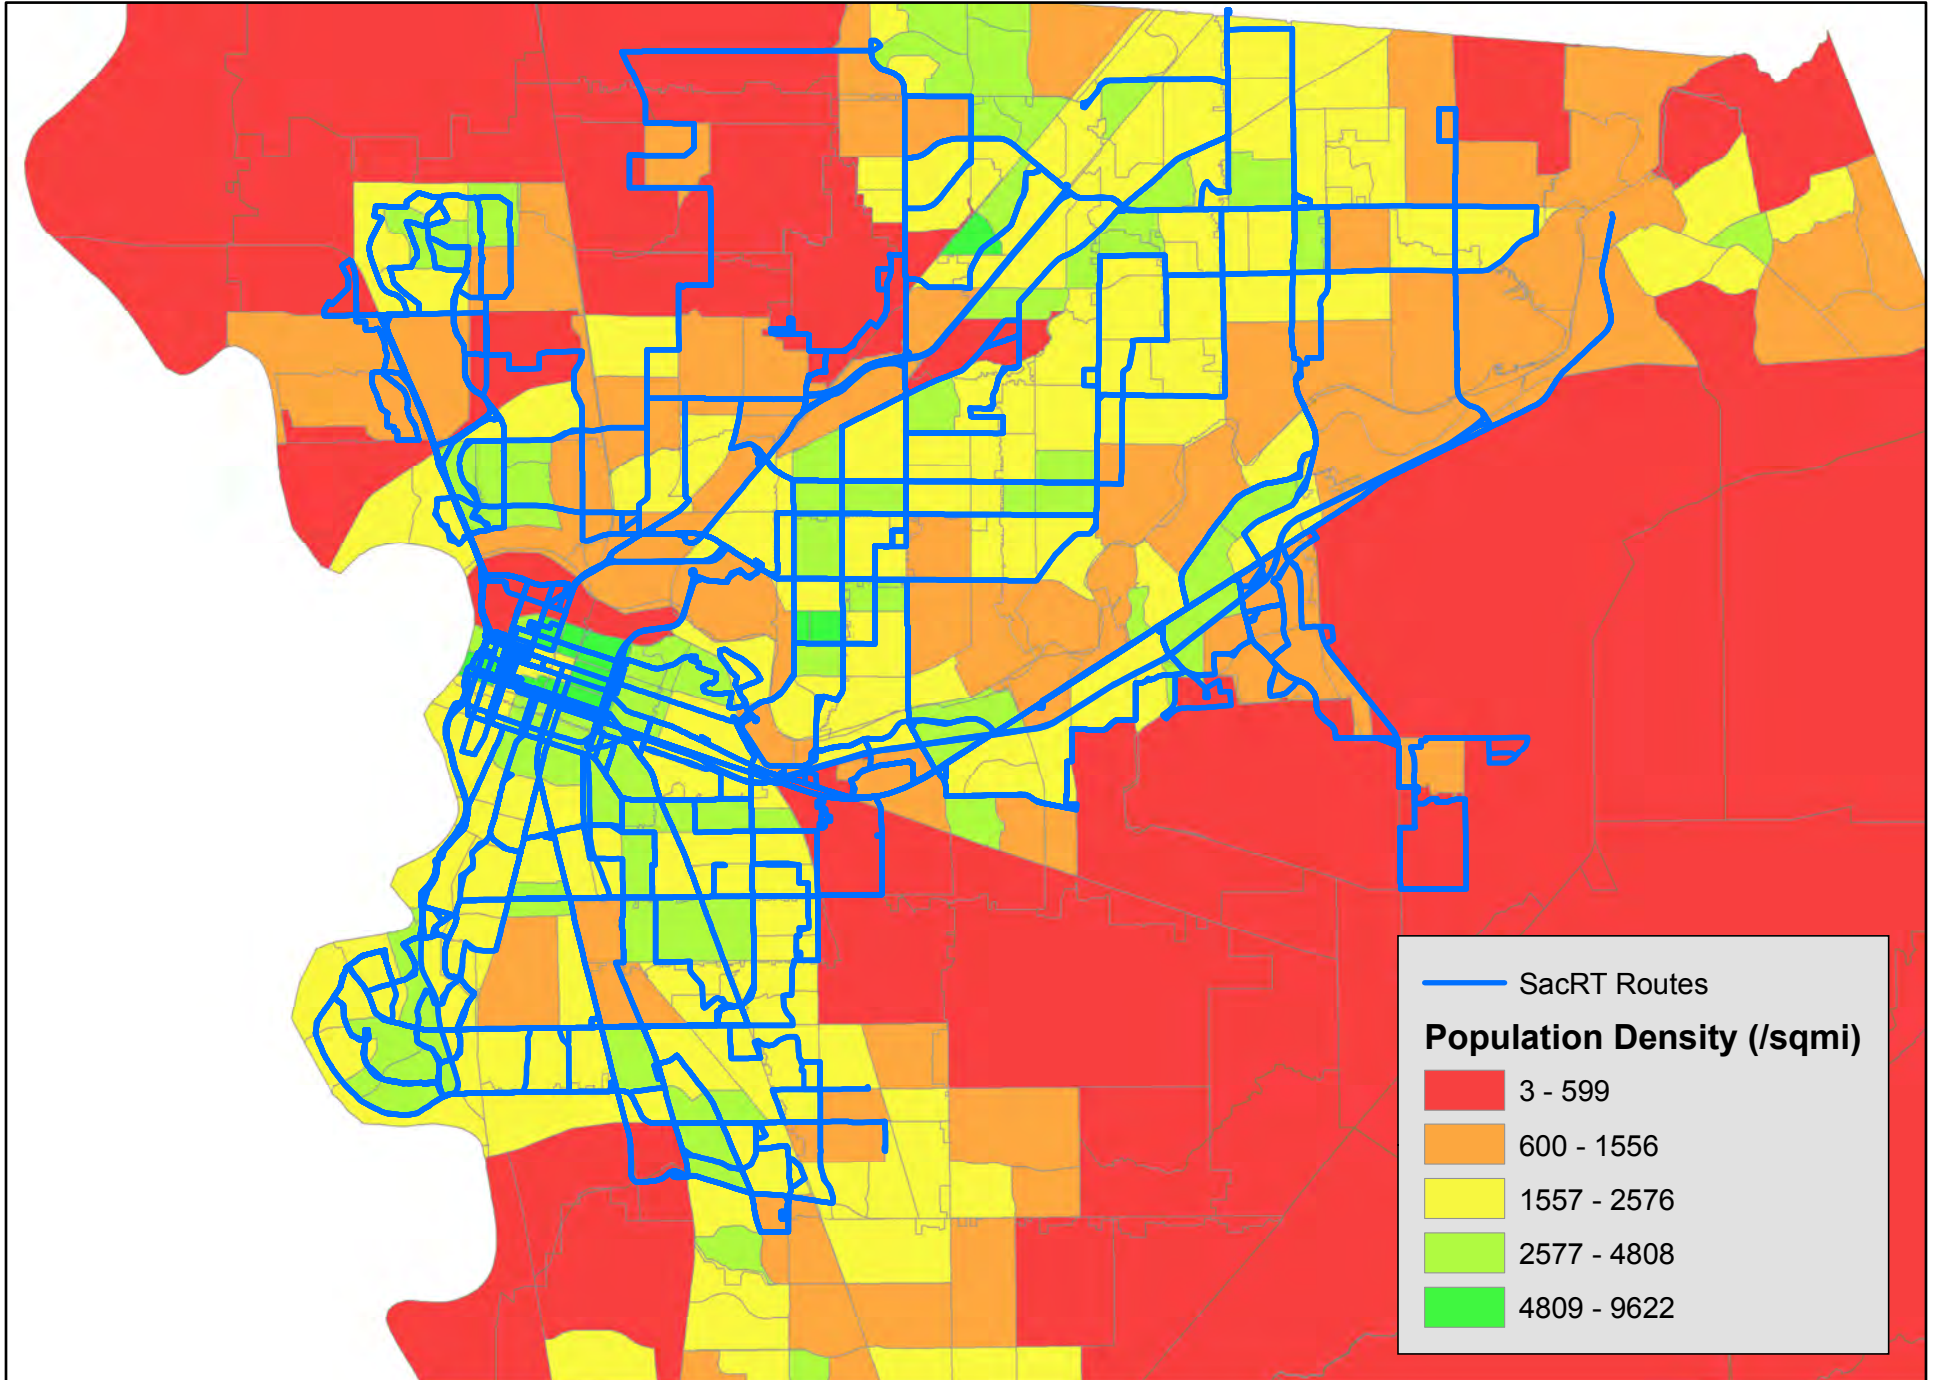 SacRT Routes
Population Density (/sqmi)
3 - 599
600 - 1556
1557 - 2576
2577 - 4808
4809 - 9622